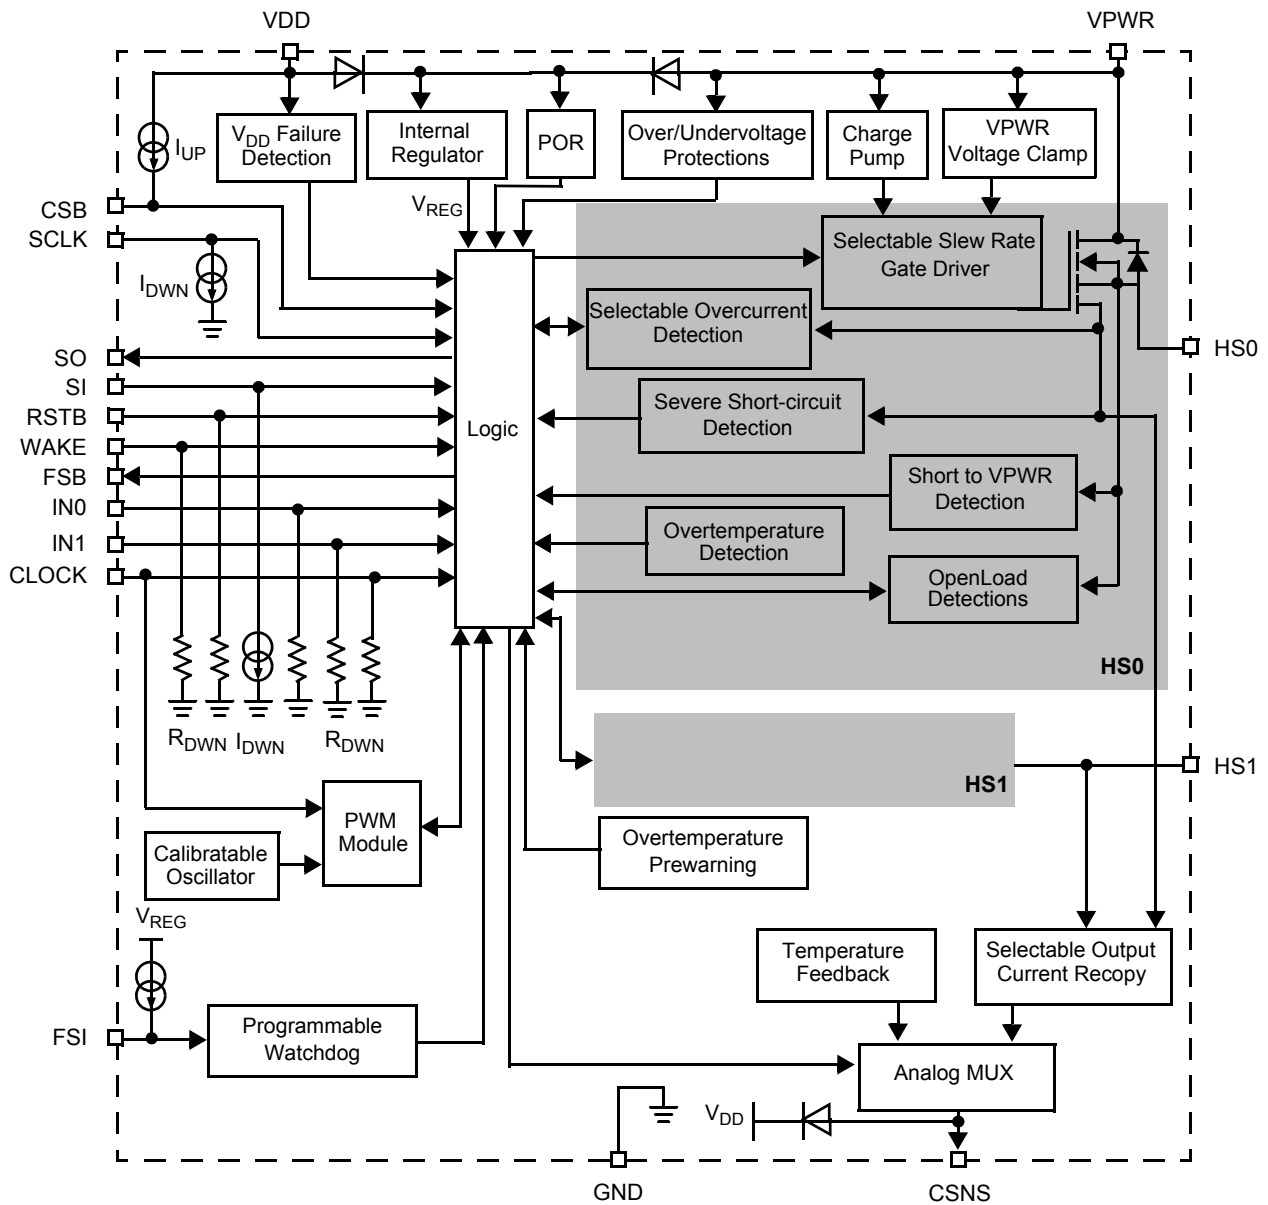 VDD
VPWR
VDD Failure
Detection
Internal
Regulator
POR
Over/Undervoltage
Protections
Charge
Pump
VPWR
Voltage Clamp
IUP
VREG
CSB
SCLK
IDWN
SO
SI
RSTB
WAKE
FSB
IN0
IN1
CLOCK
Logic
Selectable Slew Rate
Gate Driver
Selectable Overcurrent
Detection
Severe Short-circuit
Detection
Short to VPWR
Detection
Overtemperature
Detection
OpenLoad
Detections
HS0
HS0
RDWN
IDWN
RDWN
HS1
HS1
PWM
Module
Calibratable
Oscillator
Overtemperature
Prewarning
VREG
Temperature
Feedback
Selectable Output
Current Recopy
FSI
Programmable
Watchdog
Analog MUX
VDD
GND
CSNS